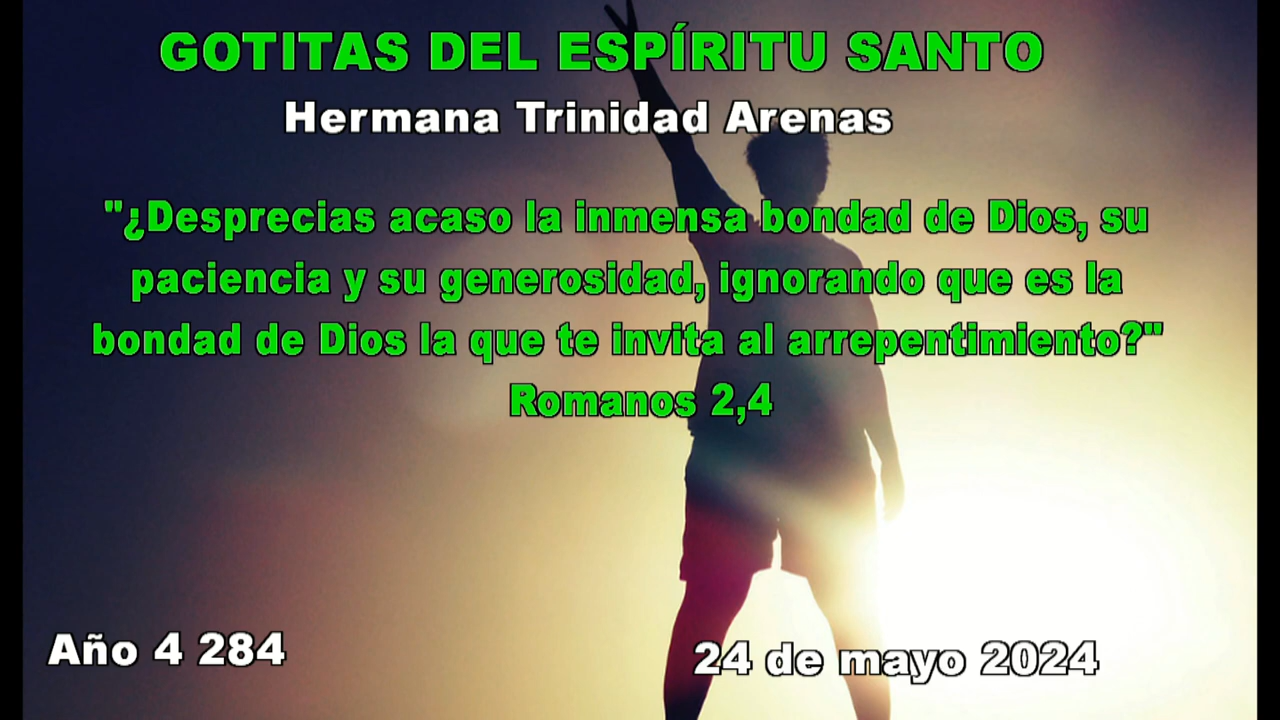 GOTITAS DEL ESPÍRITU SANTO
Hermana Trinidad Arenas
"¿Desprecias acaso la inmensa bondad de Dios, su
paciencia y su generosidad, ignorando que es la
bondad de Dios la que te invita al arrepentimiento?"
Romanos 2,4
Año 4 284
24 de mayo 2024